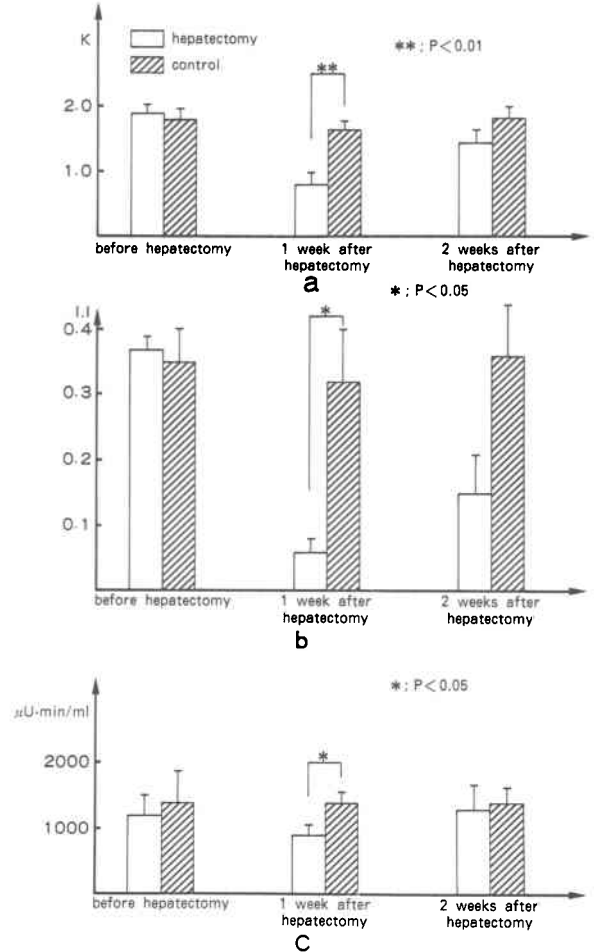 K
hepatectomy
control
** ; P<0.01
**
2.0
1.0
before hepatectomy
1 week after
hepatectomy
2 weeks after
hepatectomy
a
I.I
* ; P<0.05
*
0.4
0.3
0.2
0.1
before hepatectomy
1 week after
hepatectomy
2 weeks after
hepatectomy
b
* ; P<0.05
μU-min/ml
*
2000
1000
before hepatectomy
1 week after
hepatectomy
2 weeks after
hepatectomy
C